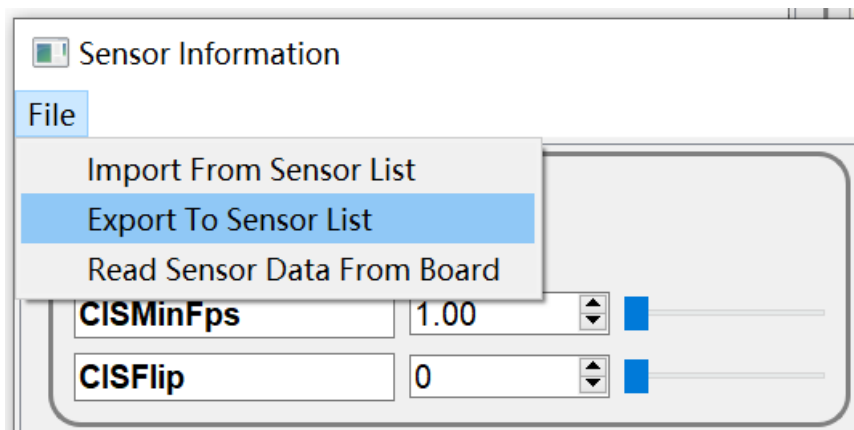 Sensor Information
File
Import From Sensor List
Export To Sensor List
Read Sensor Data From Board
CISMinFps 1.00
CISFlip 0